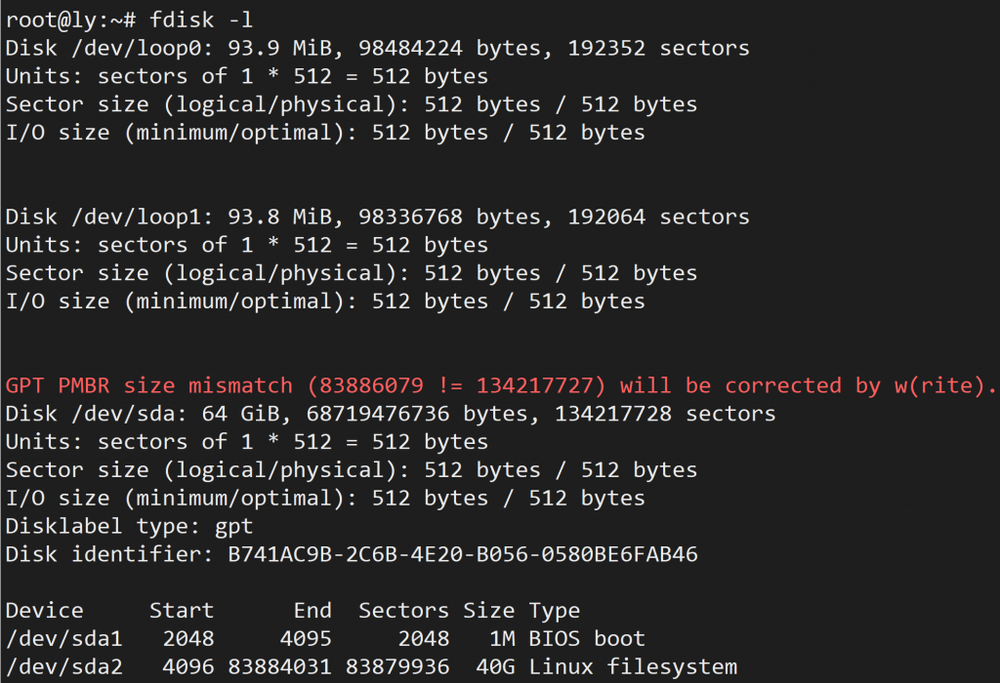 root@ly:~# fdisk -l
Disk /dev/loop0: 93.9 MiB, 98484224 bytes, 192352 sectors
Units: sectors of 1 * 512 = 512 bytes
Sector size (logical/physical): 512 bytes / 512 bytes
I/O size (minimum/optimal): 512 bytes / 512 bytes
Disk /dev/loop1: 93.8 MiB, 98336768 bytes, 192064 sectors
Units: sectors of 1 * 512 = 512 bytes
Sector size (logical/physical): 512 bytes / 512 bytes
I/O size (minimum/optimal): 512 bytes / 512 bytes
GPT PMBR size mismatch (83886079 != 134217727) will be corrected by w(rite).
Disk /dev/sda: 64 GiB, 68719476736 bytes, 134217728 sectors
Units: sectors of 1 * 512 = 512 bytes
Sector size (logical/physical): 512 bytes / 512 bytes
I/O size (minimum/optimal): 512 bytes / 512 bytes
Disklabel type: gpt
Disk identifier: B741AC9B-2C6B-4E20-B056-0580BE6FAB46
Device     Start      End  Sectors Size Type
/dev/sda1   2048     4095     2048   1M BIOS boot
/dev/sda2   4096 83884031 83879936  40G Linux filesystem